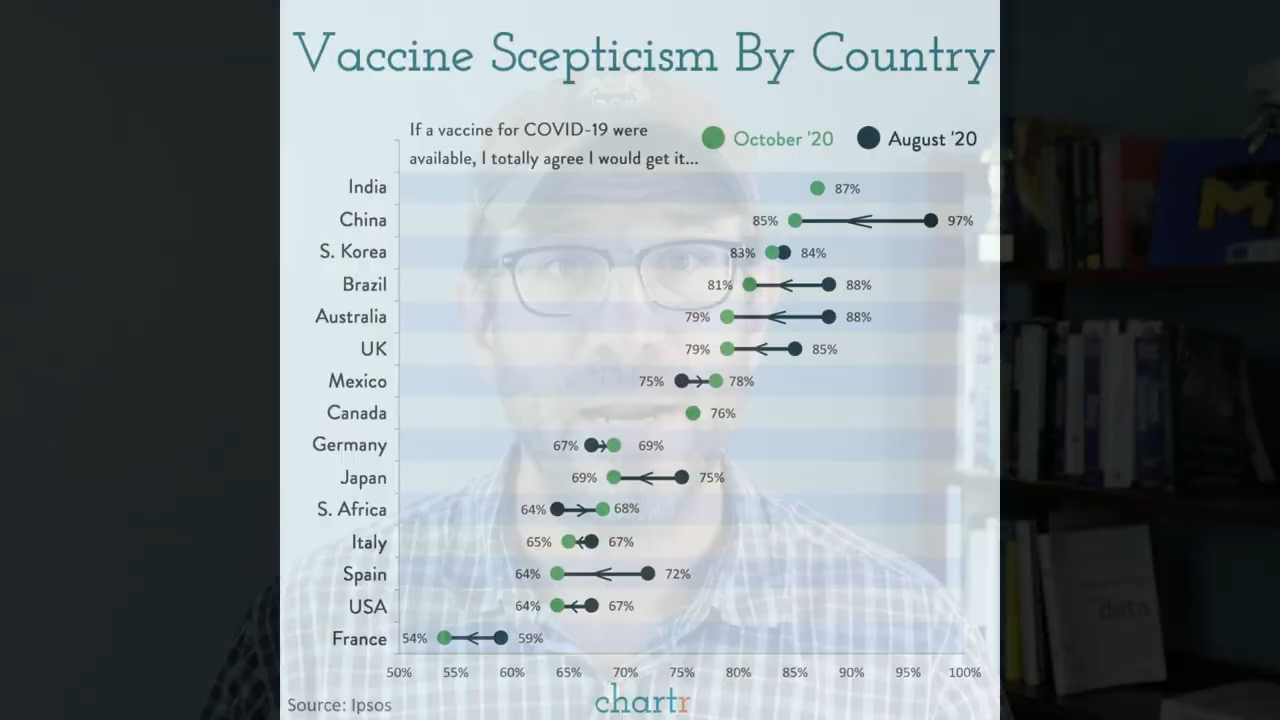 Vaccine Scepticism By Country
If a vaccine for COVID-19 were
available, I totally agree I would get it...
October '20 August '20
India 87%
China 85% 97%
S. Korea 83% 84%
Brazil 81% 88%
Australia 79% 88%
UK 79% 85%
Mexico 75% 78%
Canada 76%
Germany 67% 69%
Japan 69% 75%
S. Africa 64% 68%
Italy 65% 67%
Spain 64% 72%
USA 64% 67%
France 54% 59%
50% 55% 60% 65% 70% 75% 80% 85% 90% 95% 100%
Source: Ipsos
chartr
M
data